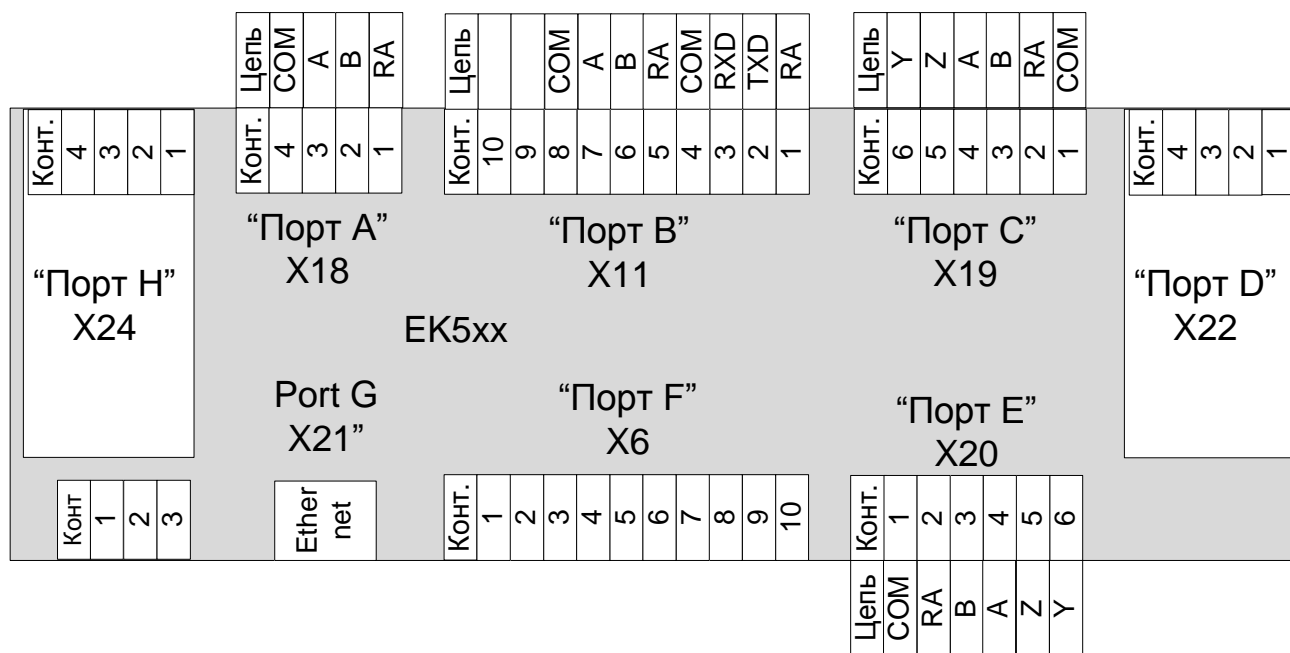 Цепь COM A B RA
Цепь COM A B RA COM RXD TXD RA
Цепь Y Z A B RA COM
Конт. 4 3 2 1
Конт. 4 3 2 1
Конт. 10 9 8 7 6 5 4 3 2 1
Конт. 6 5 4 3 2 1
Конт. 4 3 2 1
“Порт H”
X24
“Порт A”
X18
“Порт B”
X11
“Порт C”
X19
“Порт D”
X22
EK5xx
Port G
X21”
“Порт F”
X6
“Порт E”
X20
Конт 1 2 3
Ether
net
Конт. 1 2 3 4 5 6 7 8 9 10
Конт. 1 2 3 4 5 6
Цепь COM RA B A Z Y